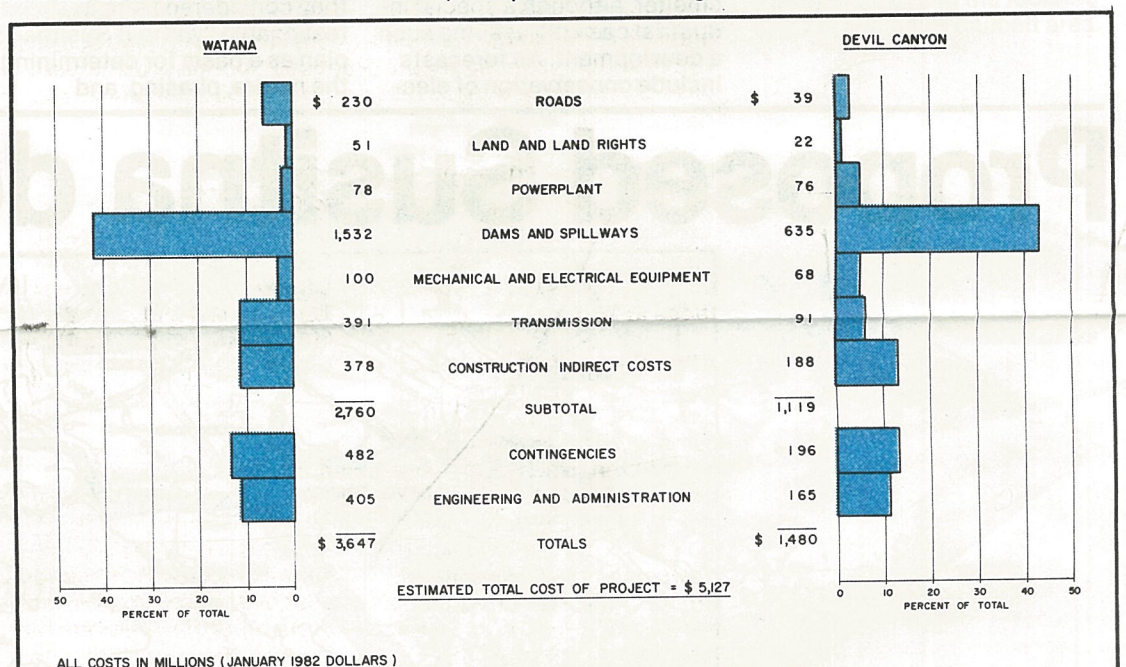 WATANA DEVIL CANYON
$ 230 ROADS $ 39
51 LAND AND LAND RIGHTS 22
78 POWERPLANT 76
1,532 DAMS AND SPILLWAYS 635
100 MECHANICAL AND ELECTRICAL EQUIPMENT 68
391 TRANSMISSION 91
378 CONSTRUCTION INDIRECT COSTS 188
2,760 SUBTOTAL 1,119
482 CONTINGENCIES 196
405 ENGINEERING AND ADMINISTRATION 165
$ 3,647 TOTALS $ 1,480
ESTIMATED TOTAL COST OF PROJECT = $ 5,127
50 40 30 20 10 0 0 10 20 30 40 50
PERCENT OF TOTAL PERCENT OF TOTAL
ALL COSTS IN MILLIONS (JANUARY 1982 DOLLARS)
Proposed Susitna d